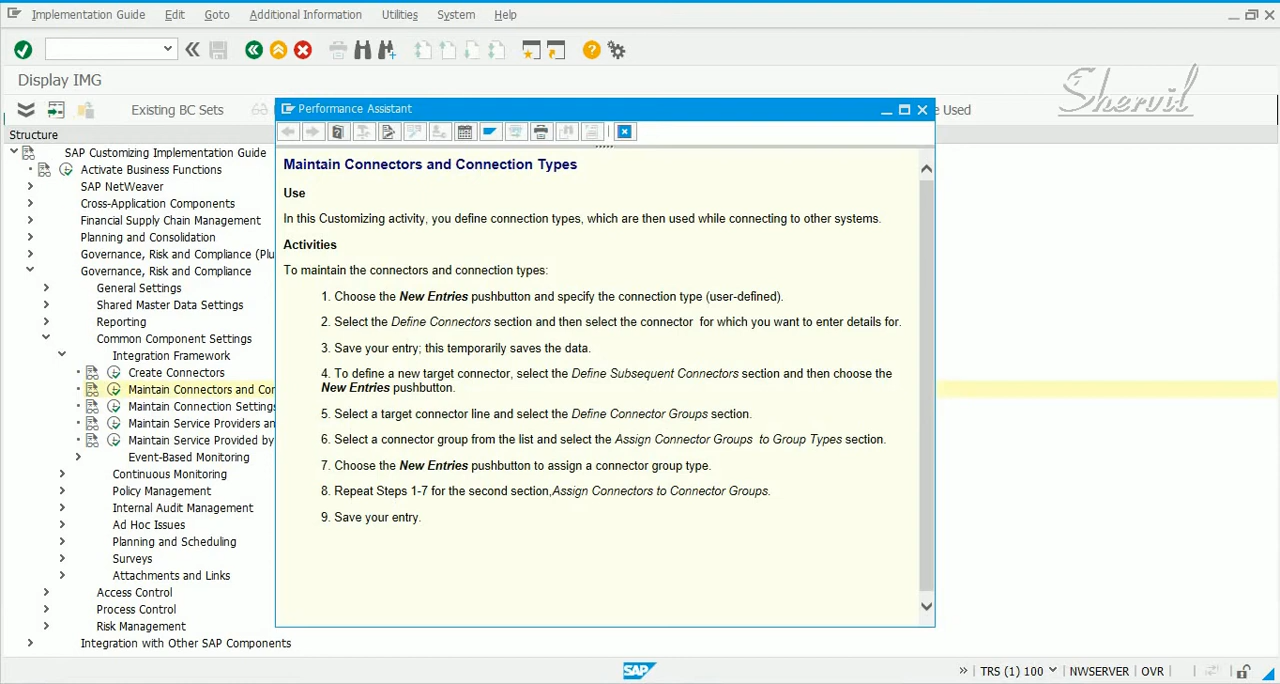 Implementation Guide Edit Goto Additional Information Utilities System Help
Display IMG
Shervil
Existing BC Sets
e Used
Structure
SAP Customizing Implementation Guide
Activate Business Functions
SAP NetWeaver
Cross-Application Components
Financial Supply Chain Management
Planning and Consolidation
Governance, Risk and Compliance (Plu
Governance, Risk and Compliance
General Settings
Shared Master Data Settings
Reporting
Common Component Settings
Integration Framework
Create Connectors
Maintain Connectors and Cor
Maintain Connection Settings
Maintain Service Providers an
Maintain Service Provided by
Event-Based Monitoring
Continuous Monitoring
Policy Management
Internal Audit Management
Ad Hoc Issues
Planning and Scheduling
Surveys
Attachments and Links
Access Control
Process Control
Risk Management
Integration with Other SAP Components
Performance Assistant
Maintain Connectors and Connection Types
Use
In this Customizing activity, you define connection types, which are then used while connecting to other systems.
Activities
To maintain the connectors and connection types:
1. Choose the New Entries pushbutton and specify the connection type (user-defined).
2. Select the Define Connectors section and then select the connector for which you want to enter details for.
3. Save your entry; this temporarily saves the data.
4. To define a new target connector, select the Define Subsequent Connectors section and then choose the
New Entries pushbutton.
5. Select a target connector line and select the Define Connector Groups section.
6. Select a connector group from the list and select the Assign Connector Groups to Group Types section.
7. Choose the New Entries pushbutton to assign a connector group type.
8. Repeat Steps 1-7 for the second section,Assign Connectors to Connector Groups.
9. Save your entry.
SAP
» TRS (1) 100 NWSERVER OVR